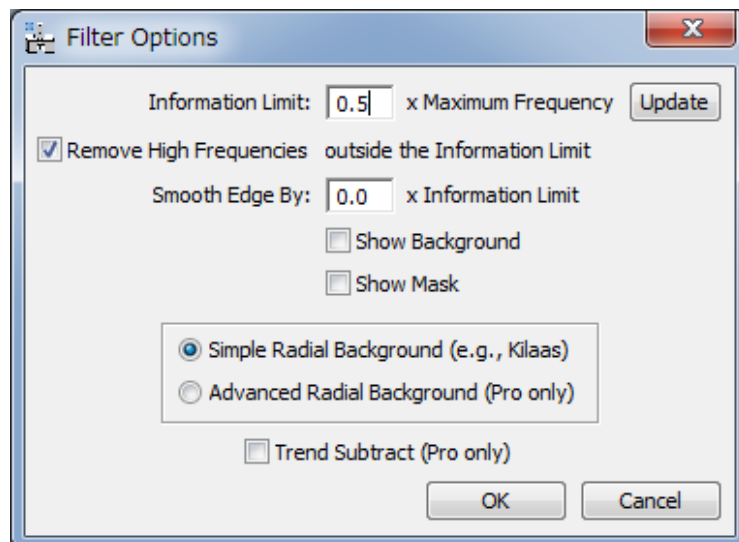 Filter Options
Information Limit: 0.5 x Maximum Frequency Update
Remove High Frequencies outside the Information Limit
Smooth Edge By: 0.0 x Information Limit
Show Background
Show Mask
Simple Radial Background (e.g., Kilaas)
Advanced Radial Background (Pro only)
Trend Subtract (Pro only)
OK Cancel